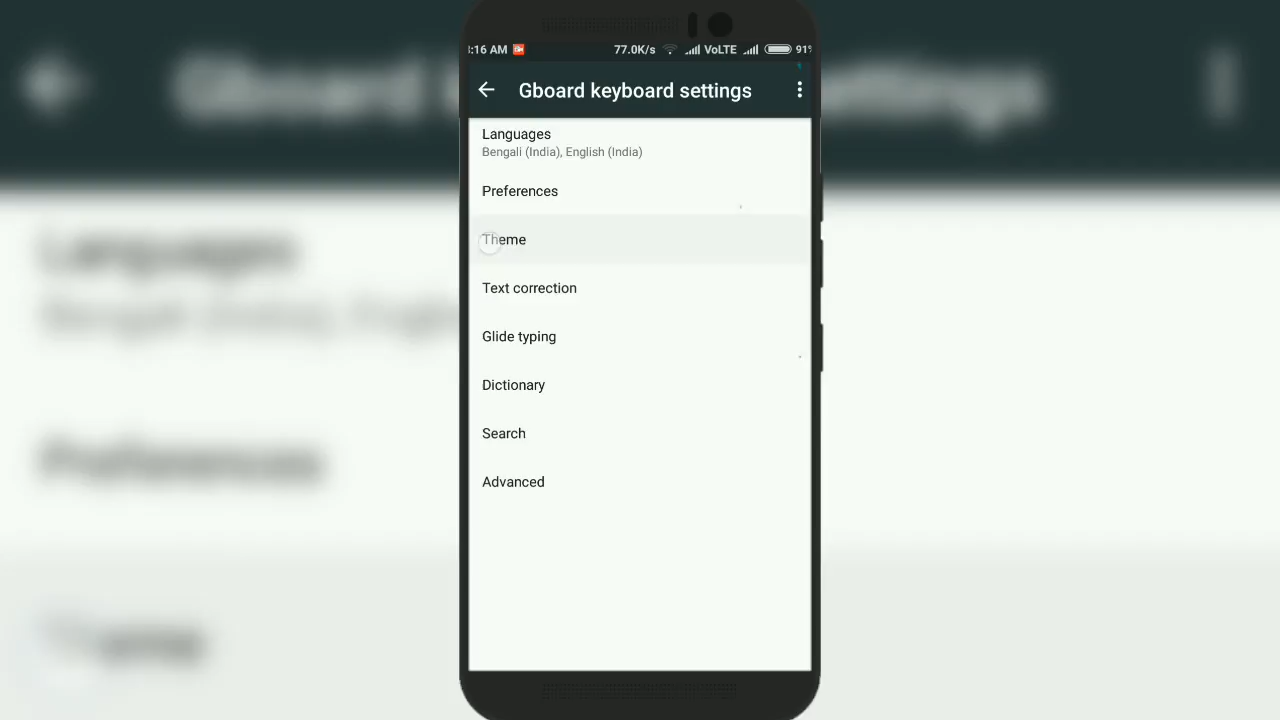 :16 AM 77.0K/s VoLTE 91%
Gboard keyboard settings
Languages
Bengali (India), English (India)
Preferences
Theme
Text correction
Glide typing
Dictionary
Search
Advanced